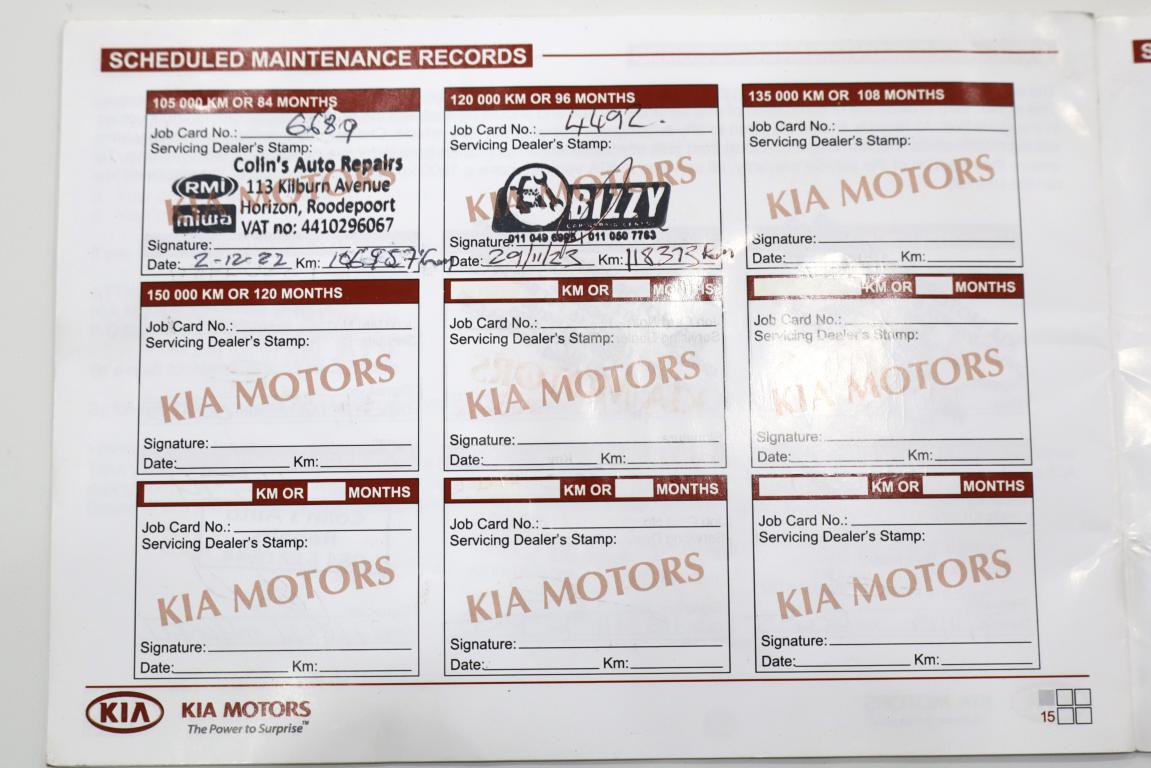 SCHEDULED MAINTENANCE RECORDS
S
105 000 KM OR 84 MONTHS
Job Card No.: 6689
Servicing Dealer's Stamp:
KIA MOTORS
Colin's Auto Repairs
RMI 113 Kilburn Avenue
miwa Horizon, Roodepoort
VAT no: 4410296067
Signature:
Date: 2-12-22 Km:
120 000 KM OR 96 MONTHS
Job Card No.: 4492.
Servicing Dealer's Stamp:
KIA MOTORS
BIZZY
Signature:
Date: 29/11/23 Km: 118373 Km
135 000 KM OR 108 MONTHS
Job Card No.:
Servicing Dealer's Stamp:
KIA MOTORS
Signature:
Date: Km:
150 000 KM OR 120 MONTHS
Job Card No.:
Servicing Dealer's Stamp:
KIA MOTORS
Signature:
Date: Km:
KM OR MONTHS
Job Card No.:
Servicing Dealer's Stamp:
KIA MOTORS
Signature:
Date: Km:
KM OR MONTHS
Job Card No.:
Servicing Dealer's Stamp:
KIA MOTORS
Signature:
Date: Km:
KM OR MONTHS
Job Card No.:
Servicing Dealer's Stamp:
KIA MOTORS
Signature:
Date: Km:
KM OR MONTHS
Job Card No.:
Servicing Dealer's Stamp:
KIA MOTORS
Signature:
Date: Km:
KM OR MONTHS
Job Card No.:
Servicing Dealer's Stamp:
KIA MOTORS
Signature:
Date: Km:
KIA KIA MOTORS
The Power to Surprise™
15